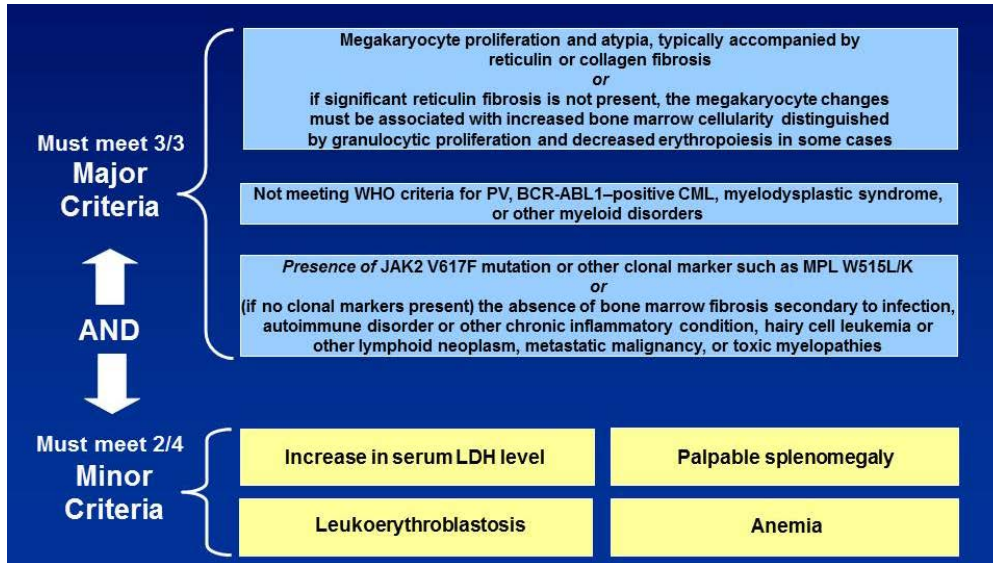 Megakaryocyte proliferation and atypia, typically accompanied by
reticulin or collagen fibrosis
or
if significant reticulin fibrosis is not present, the megakaryocyte changes
must be associated with increased bone marrow cellularity distinguished
by granulocytic proliferation and decreased erythropoiesis in some cases
Must meet 3/3
Major
Criteria
Not meeting WHO criteria for PV, BCR-ABL1–positive CML, myelodysplastic syndrome,
or other myeloid disorders
Presence of JAK2 V617F mutation or other clonal marker such as MPL W515L/K
or
(if no clonal markers present) the absence of bone marrow fibrosis secondary to infection,
autoimmune disorder or other chronic inflammatory condition, hairy cell leukemia or
other lymphoid neoplasm, metastatic malignancy, or toxic myelopathies
AND
Must meet 2/4
Minor
Criteria
Increase in serum LDH level
Palpable splenomegaly
Leukoerythroblastosis
Anemia